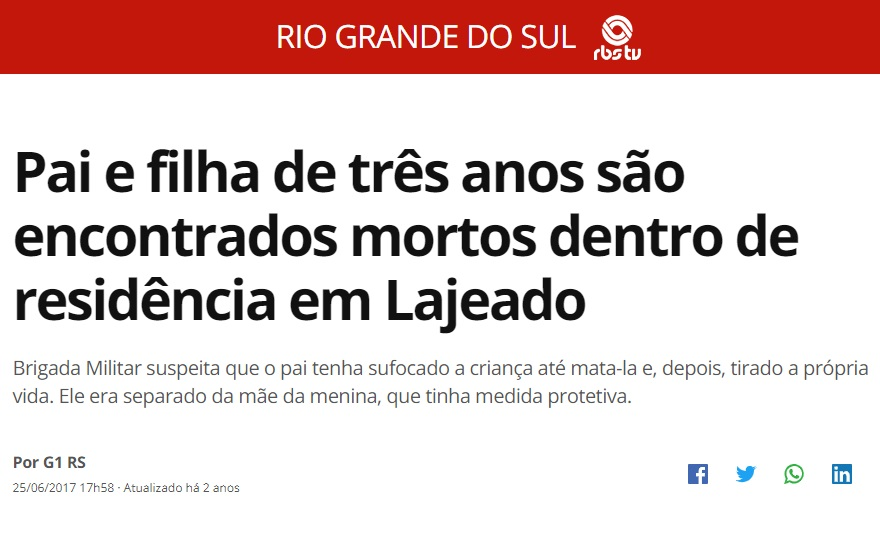 RIO GRANDE DO SUL rbstv
Pai e filha de três anos são
encontrados mortos dentro de
residência em Lajeado
Brigada Militar suspeita que o pai tenha sufocado a criança até mata-la e, depois, tirado a própria
vida. Ele era separado da mãe da menina, que tinha medida protetiva.
Por G1 RS
25/06/2017 17h58 · Atualizado há 2 anos